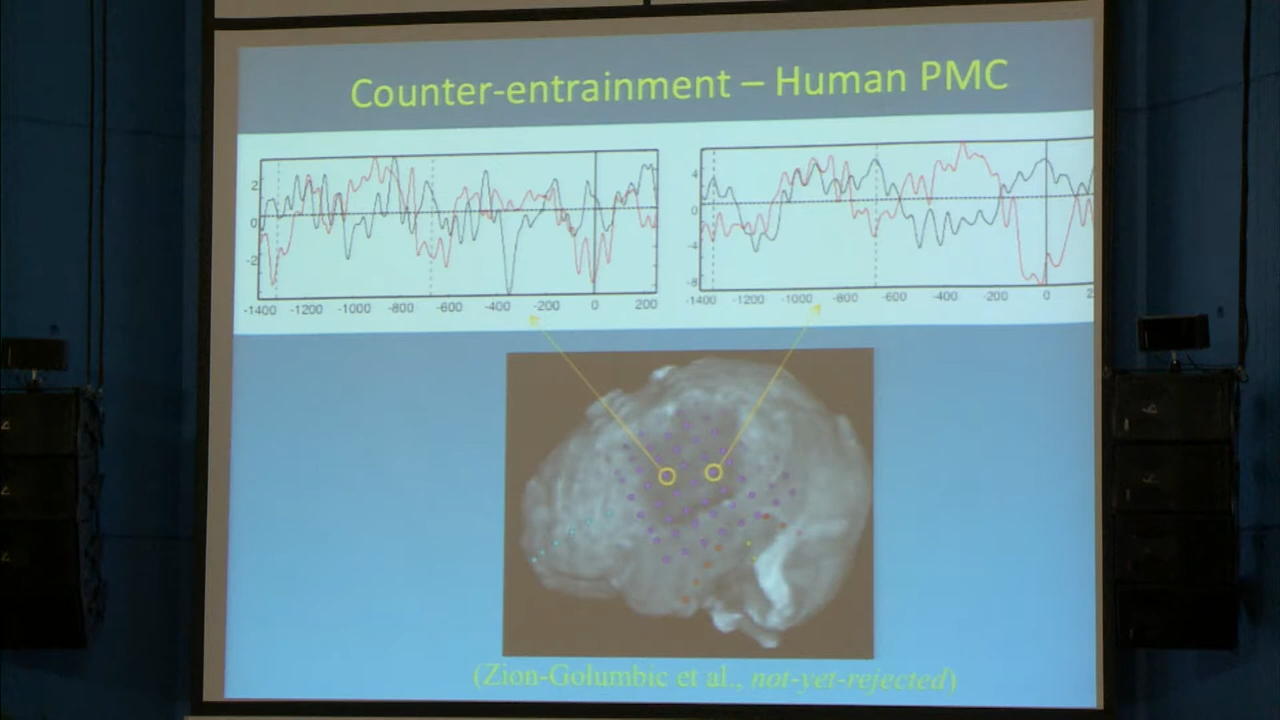 Counter-entrainment – Human PMC
2
0
-2
-1400 -1200 -1000 -800 -600 -400 -200 0 200
4
0
-4
-8
-1400 -1200 -1000 -800 -600 -400 -200 0 2
(Zion-Golumbic et al., not-yet-rejected)